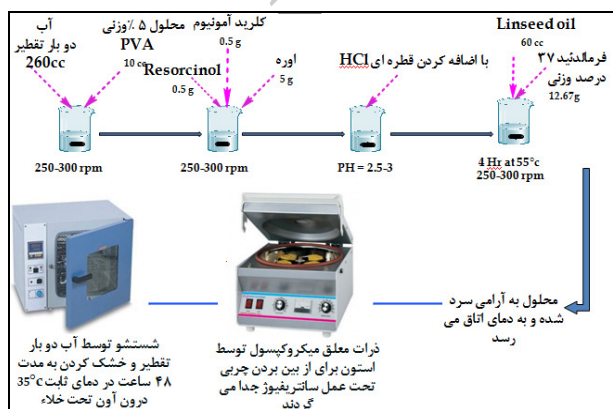 آب
دو بار تقطیر
260cc
محلول ۵ ٪وزنی
PVA
10 cc
Resorcinol
0.5 g
کلرید آمونیوم
0.5 g
اوره
5 g
با اضافه کردن قطره ای HCl
Linseed oil
60 cc
فرمالدئید ۳۷
درصد وزنی
12.67g
250-300 rpm
250-300 rpm
PH = 2.5-3
4 Hr at 55°c
250-300 rpm
محلول به آرامی سرد
شده و به دمای اتاق می
رسد
ذرات معلق میکروکپسول توسط
استون برای از بین بردن چربی
تحت عمل سانتریفیوژ جدا می
گردند
شستشو توسط آب دو بار
تقطیر و خشک کردن به مدت
۴۸ ساعت در دمای ثابت 35°c
درون آون تحت خلاء